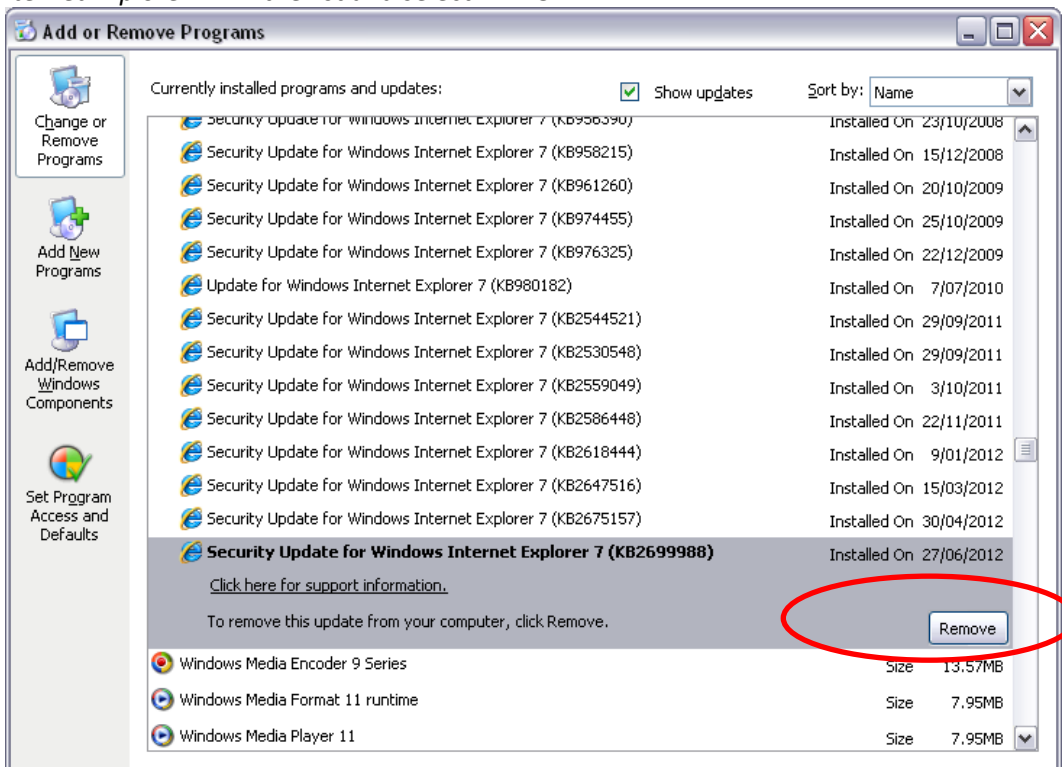 Add or Remove Programs
Change or
Remove
Programs
Add New
Programs
Add/Remove
Windows
Components
Set Program
Access and
Defaults
Currently installed programs and updates: Show updates Sort by: Name
Security Update for Windows Internet Explorer 7 (KB956390) Installed On 23/10/2008
Security Update for Windows Internet Explorer 7 (KB958215) Installed On 15/12/2008
Security Update for Windows Internet Explorer 7 (KB961260) Installed On 20/10/2009
Security Update for Windows Internet Explorer 7 (KB974455) Installed On 25/10/2009
Security Update for Windows Internet Explorer 7 (KB976325) Installed On 22/12/2009
Update for Windows Internet Explorer 7 (KB980182) Installed On 7/07/2010
Security Update for Windows Internet Explorer 7 (KB2544521) Installed On 29/09/2011
Security Update for Windows Internet Explorer 7 (KB2530548) Installed On 29/09/2011
Security Update for Windows Internet Explorer 7 (KB2559049) Installed On 3/10/2011
Security Update for Windows Internet Explorer 7 (KB2586448) Installed On 22/11/2011
Security Update for Windows Internet Explorer 7 (KB2618444) Installed On 9/01/2012
Security Update for Windows Internet Explorer 7 (KB2647516) Installed On 15/03/2012
Security Update for Windows Internet Explorer 7 (KB2675157) Installed On 30/04/2012
Security Update for Windows Internet Explorer 7 (KB2699988) Installed On 27/06/2012
Click here for support information.
To remove this update from your computer, click Remove. Remove
Windows Media Encoder 9 Series Size 13.57MB
Windows Media Format 11 runtime Size 7.95MB
Windows Media Player 11 Size 7.95MB